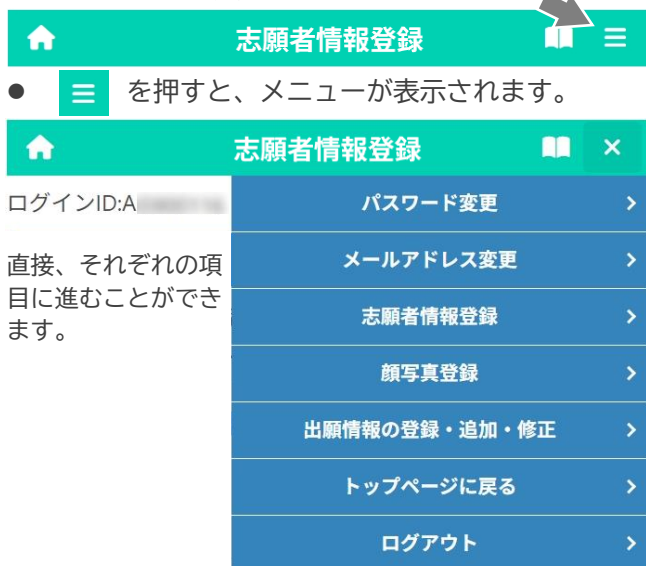 志願者情報登録
● ☰ を押すと、メニューが表示されます。
志願者情報登録
ログインID:A
直接、それぞれの項
目に進むことができ
ます。
パスワード変更
メールアドレス変更
志願者情報登録
顔写真登録
出願情報の登録・追加・修正
トップページに戻る
ログアウト